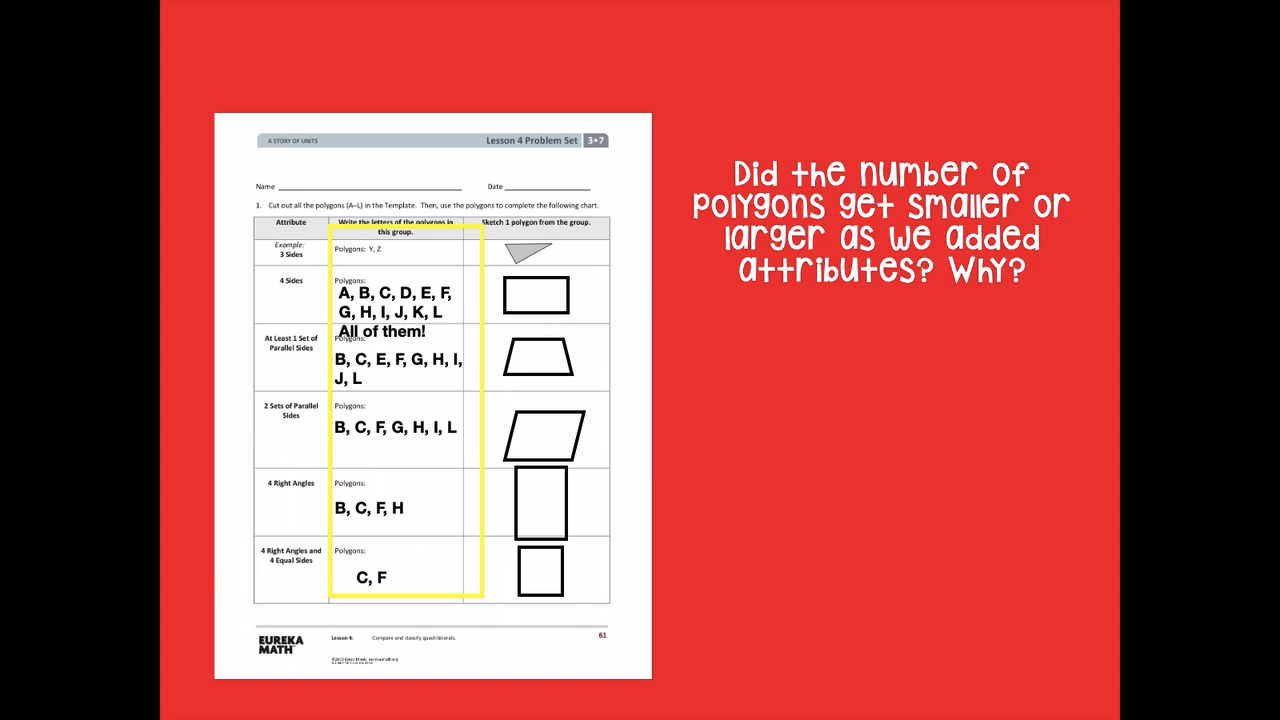 A STORY OF UNITS
Lesson 4 Problem Set 3•7
Name
Date
1. Cut out all the polygons (A–L) in the Template. Then, use the polygons to complete the following chart.
Attribute
Write the letters of the polygons in
this group.
Sketch 1 polygon from the group.
Example:
3 Sides
Polygons: Y, Z
4 Sides
Polygons:
A, B, C, D, E, F,
G, H, I, J, K, L
All of them!
At Least 1 Set of
Parallel Sides
Polygons:
B, C, E, F, G, H, I,
J, L
2 Sets of Parallel
Sides
Polygons:
B, C, F, G, H, I, L
4 Right Angles
Polygons:
B, C, F, H
4 Right Angles and
4 Equal Sides
Polygons:
C, F
EUREKA
MATH
Lesson 4: Compare and classify quadrilaterals.
61
Did the number of
polygons get smaller or
larger as we added
attributes? Why?